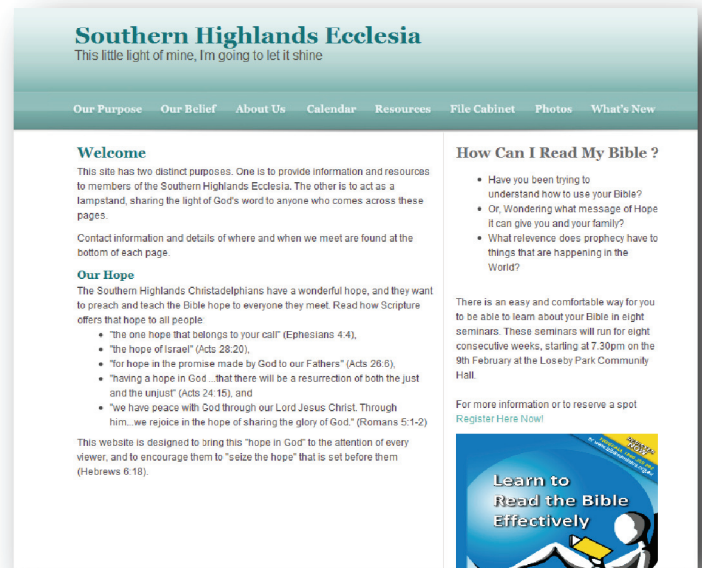 Southern Highlands Ecclesia
This little light of mine, I'm going to let it shine
Our Purpose Our Belief About Us Calendar Resources File Cabinet Photos What's New
Welcome
This site has two distinct purposes. One is to provide information and resources
to members of the Southern Highlands Ecclesia. The other is to act as a
lampstand, sharing the light of God's word to anyone who comes across these
pages.
Contact information and details of where and when we meet are found at the
bottom of each page.
Our Hope
The Southern Highlands Christadelphians have a wonderful hope, and they want
to preach and teach the Bible hope to everyone they meet. Read how Scripture
offers that hope to all people:
• "the one hope that belongs to your call" (Ephesians 4:4),
• "the hope of Israel" (Acts 28:20),
• "for hope in the promise made by God to our Fathers" (Acts 26:6),
• "having a hope in God...that there will be a resurrection of both the just
and the unjust" (Acts 24:15), and
• "we have peace with God through our Lord Jesus Christ. Through
him...we rejoice in the hope of sharing the glory of God." (Romans 5:1-2)
This website is designed to bring this "hope in God" to the attention of every
viewer, and to encourage them to "seize the hope" that is set before them
(Hebrews 6:18).
How Can I Read My Bible ?
• Have you been trying to
understand how to use your Bible?
• Or, Wondering what message of Hope
it can give you and your family?
• What relevence does prophecy have to
things that are happening in the
World?
There is an easy and comfortable way for you
to be able to learn about your Bible in eight
seminars. These seminars will run for eight
consecutive weeks, starting at 7.30pm on the
9th February at the Loseby Park Community
Hall.
For more information or to reserve a spot
Register Here Now!
Learn to
Read the Bible
Effectively